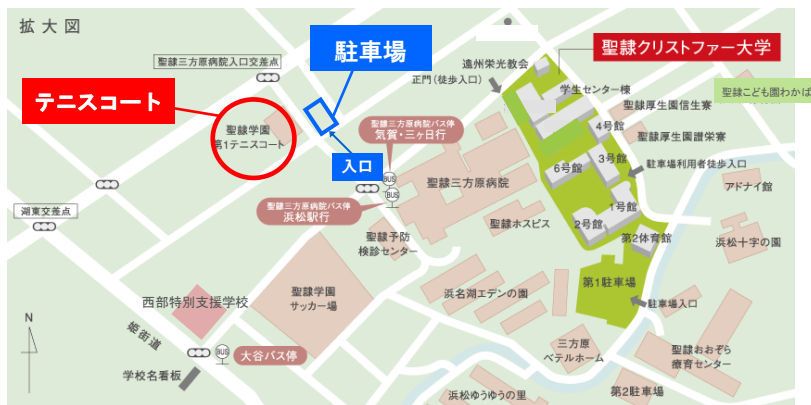 拡大図
駐車場
聖隷三方原病院入口交差点
遠州栄光教会
聖隷クリストファー大学
正門(徒歩入口)
学生センター棟
聖隷こども園わかば
テニスコート
聖隷厚生園信生寮
聖隷学園
第1テニスコート
聖隷三方原病院バス停
気賀・三ヶ日行
4号館
聖隷厚生園讃栄寮
入口
3号館
駐車場利用者徒歩入口
6号館
BUS
聖隷三方原病院
アドナイ館
BUS
聖隷三方原病院バス停
浜松駅行
1号館
湖東交差点
聖隷ホスピス
2号館
第2体育館
聖隷予防
検診センター
浜松十字の園
聖隷学園
サッカー場
浜名湖エデンの園
第1駐車場
西部特別支援学校
駐車場入口
N
姫街道
三方原
ベテルホーム
聖隷おおぞら
療育センター
BUS
大谷バス停
学校名看板
浜松ゆうゆうの里
第2駐車場